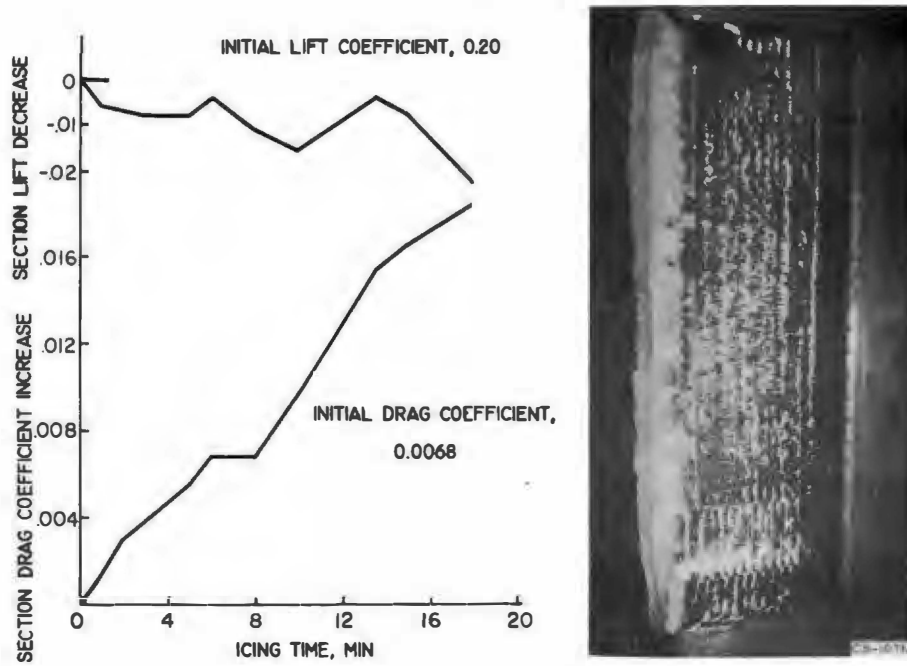 INITIAL LIFT COEFFICIENT, 0.20
SECTION LIFT DECREASE
0
-.01
-.02
SECTION DRAG COEFFICIENT INCREASE
.016
.012
.008
.004
INITIAL DRAG COEFFICIENT,
0.0068
0 4 8 12 16 20
ICING TIME, MIN